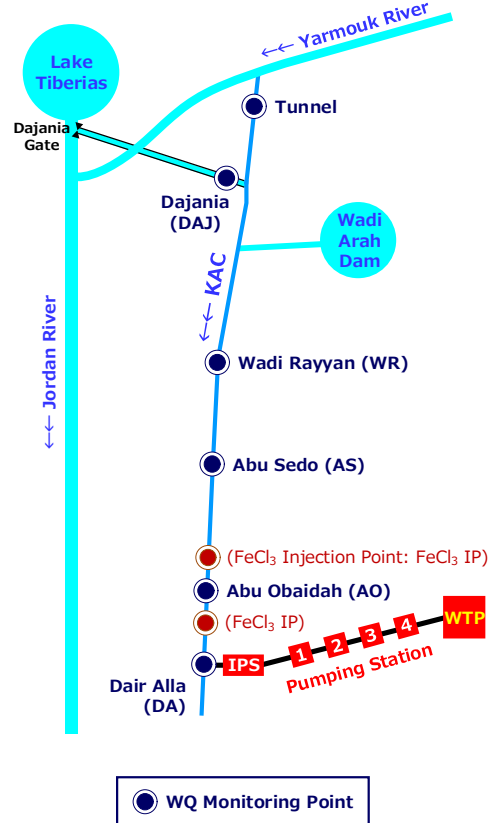 ←← Yarmouk River
Lake
Tiberias
Tunnel
Dajania
Gate
Dajania
(DAJ)
Wadi
Arah
Dam
←← KAC
←← Jordan River
Wadi Rayyan (WR)
Abu Sedo (AS)
(FeCl₃ Injection Point: FeCl₃ IP)
Abu Obaidah (AO)
(FeCl₃ IP)
WTP
1 2 3 4
IPS
Pumping Station
Dair Alla
(DA)
WQ Monitoring Point